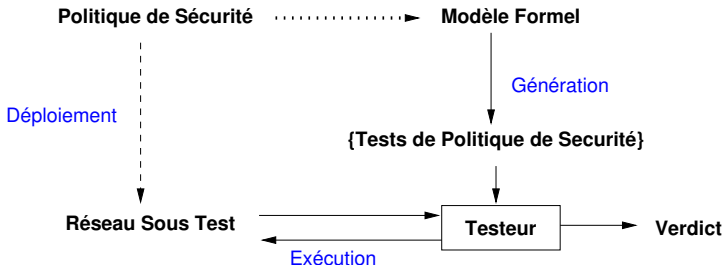 Politique de Sécurité
Modèle Formel
Génération
Déploiement
{Tests de Politique de Securité}
Réseau Sous Test
Testeur
Verdict
Exécution